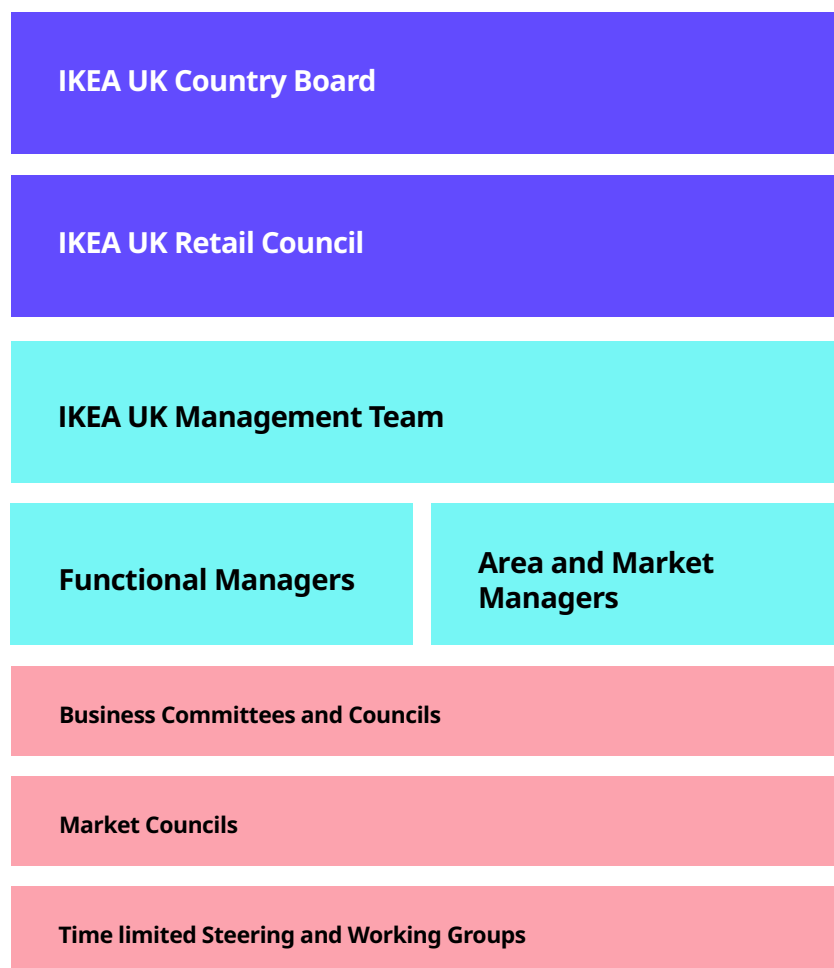 IKEA UK Country Board
IKEA UK Retail Council
IKEA UK Management Team
Functional Managers
Area and Market
Managers
Business Committees and Councils
Market Councils
Time limited Steering and Working Groups